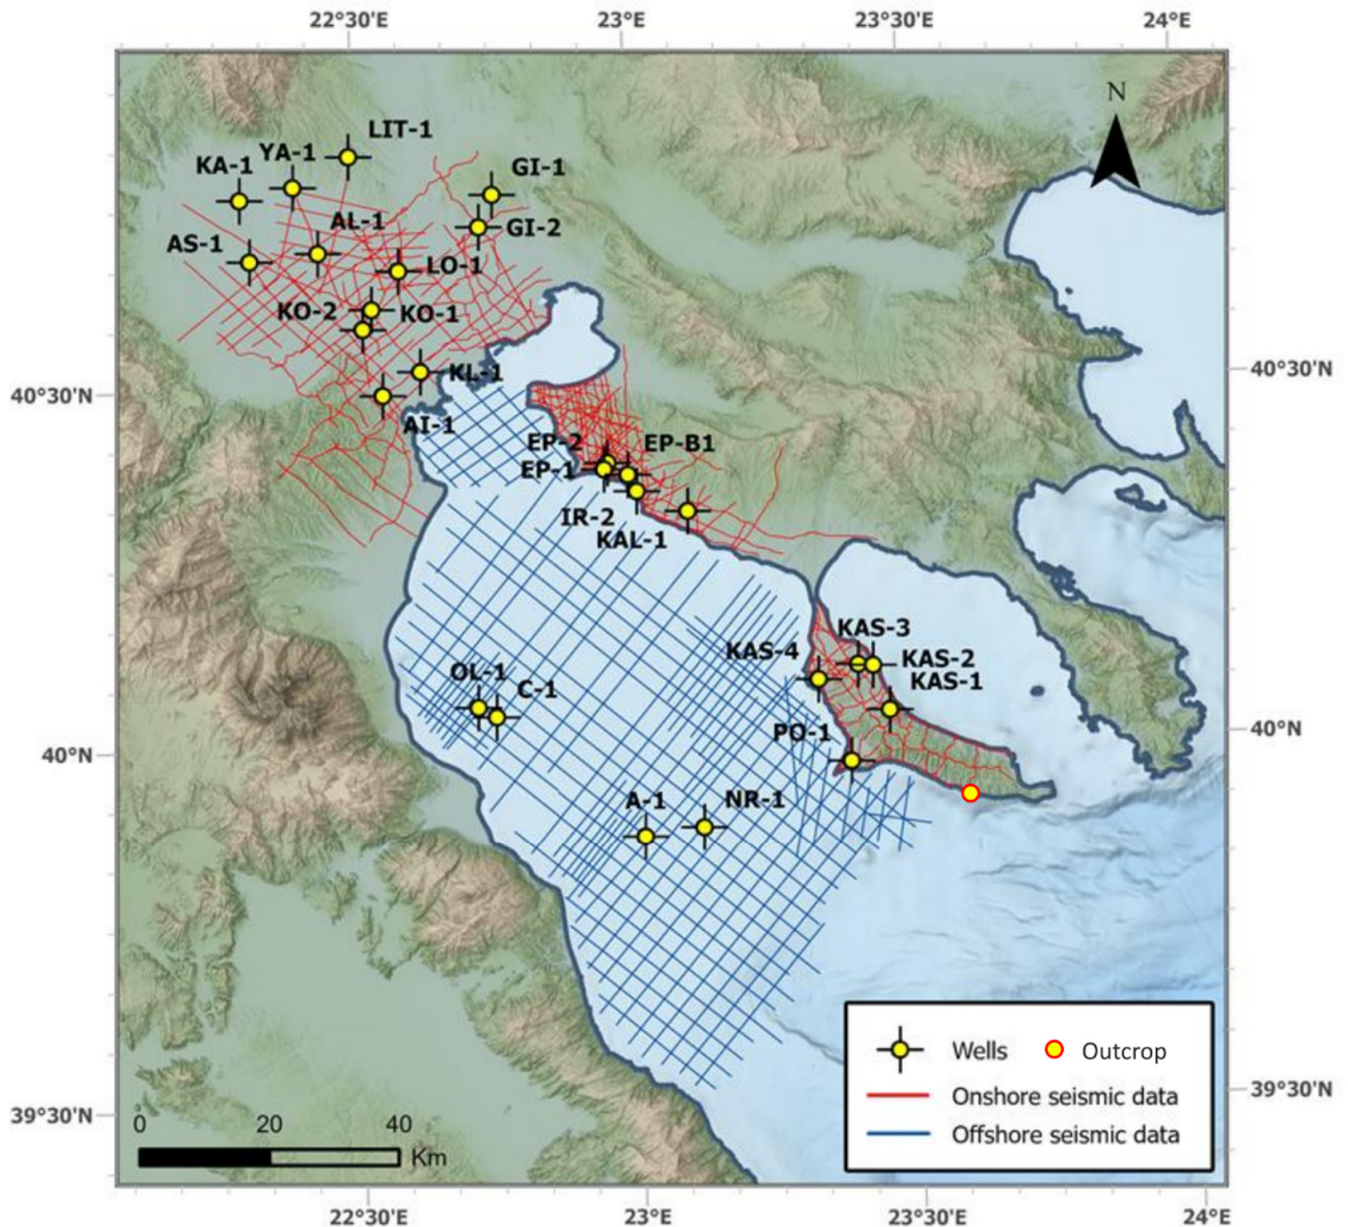 22°30'E 23°E 23°30'E 24°E
N
LIT-1
YA-1
KA-1
GI-1
AL-1
GI-2
AS-1
LO-1
KO-2
KO-1
40°30'N
40°30'N
KL-1
AI-1
EP-2
EP-B1
EP-1
IR-2
KAL-1
KAS-3
KAS-4
KAS-2
OL-1
KAS-1
C-1
PO-1
40°N
40°N
A-1
NR-1
Wells
Outcrop
Onshore seismic data
39°30'N
39°30'N
Offshore seismic data
0 20 40
Km
22°30'E 23°E 23°30'E 24°E